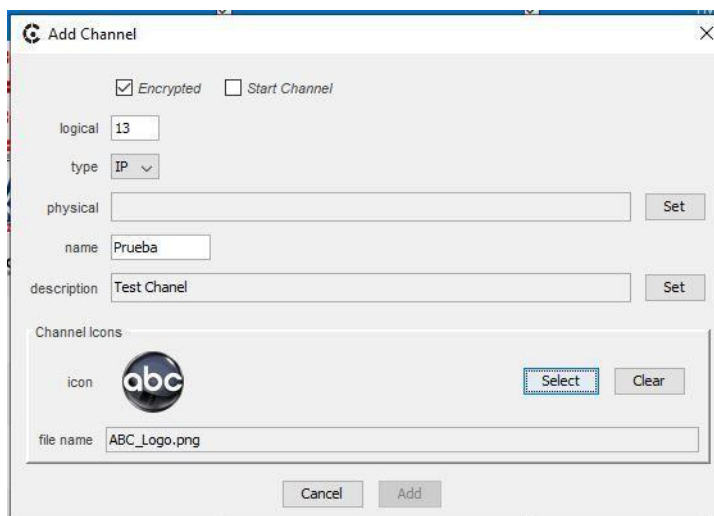 Add Channel
Encrypted Start Channel
logical 13
type IP
physical Set
name Prueba
description Test Chanel Set
Channel Icons
icon abc Select Clear
file name ABC_Logo.png
Cancel Add